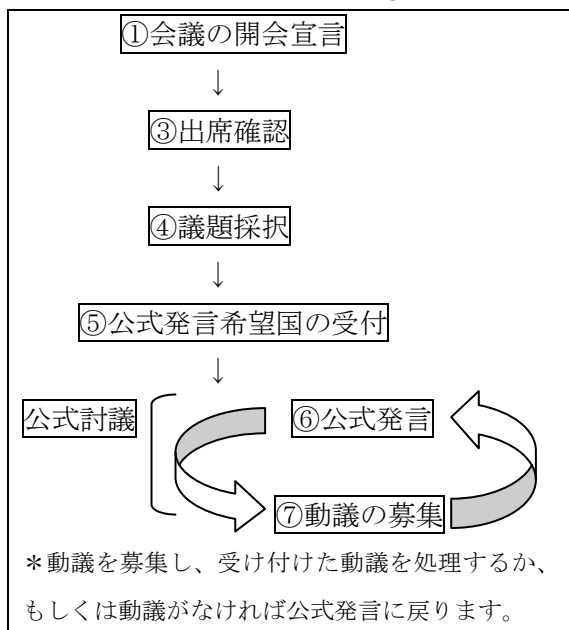 ①会議の開会宣言
↓
③出席確認
↓
④議題採択
↓
⑤公式発言希望国の受付
↓
公式討議 ⑥公式発言
⑦動議の募集
＊動議を募集し、受け付けた動議を処理するか、
もしくは動議がなければ公式発言に戻ります。